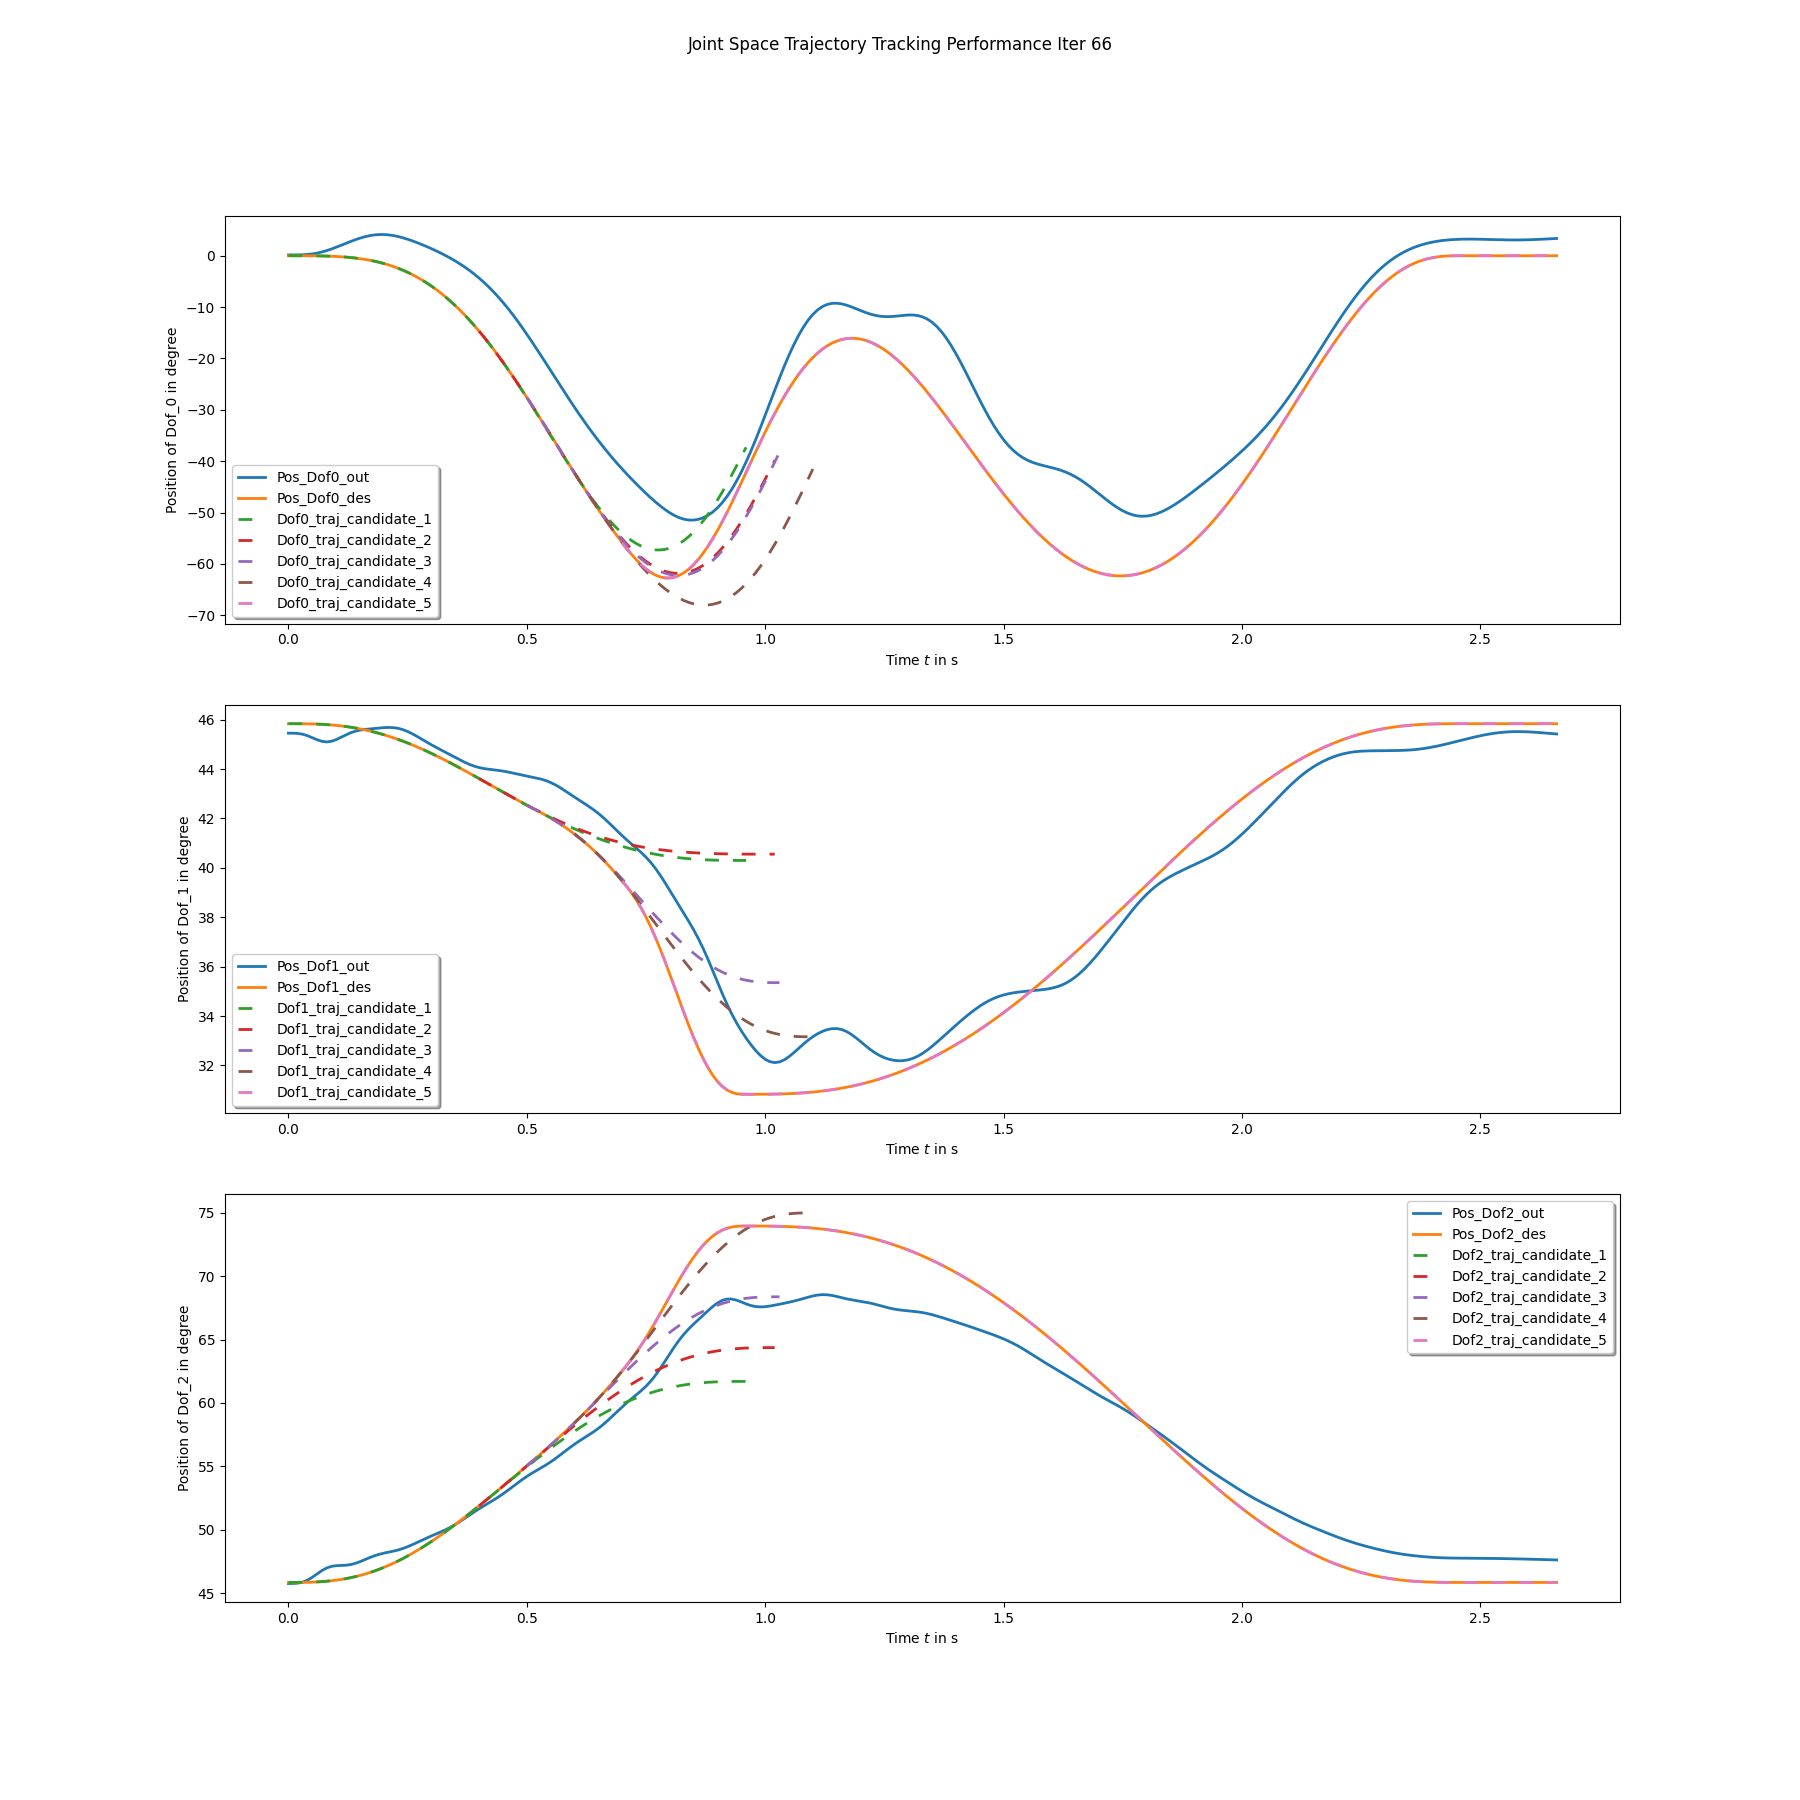 Joint Space Trajectory Tracking Performance Iter 66
Position of Dof_0 in degree
0
−10
−20
−30
−40
−50
−60
−70
Pos_Dof0_out
Pos_Dof0_des
Dof0_traj_candidate_1
Dof0_traj_candidate_2
Dof0_traj_candidate_3
Dof0_traj_candidate_4
Dof0_traj_candidate_5
0.0 0.5 1.0 1.5 2.0 2.5
Time t in s
Position of Dof_1 in degree
46
44
42
40
38
36
34
32
Pos_Dof1_out
Pos_Dof1_des
Dof1_traj_candidate_1
Dof1_traj_candidate_2
Dof1_traj_candidate_3
Dof1_traj_candidate_4
Dof1_traj_candidate_5
0.0 0.5 1.0 1.5 2.0 2.5
Time t in s
Position of Dof_2 in degree
75
70
65
60
55
50
45
Pos_Dof2_out
Pos_Dof2_des
Dof2_traj_candidate_1
Dof2_traj_candidate_2
Dof2_traj_candidate_3
Dof2_traj_candidate_4
Dof2_traj_candidate_5
0.0 0.5 1.0 1.5 2.0 2.5
Time t in s